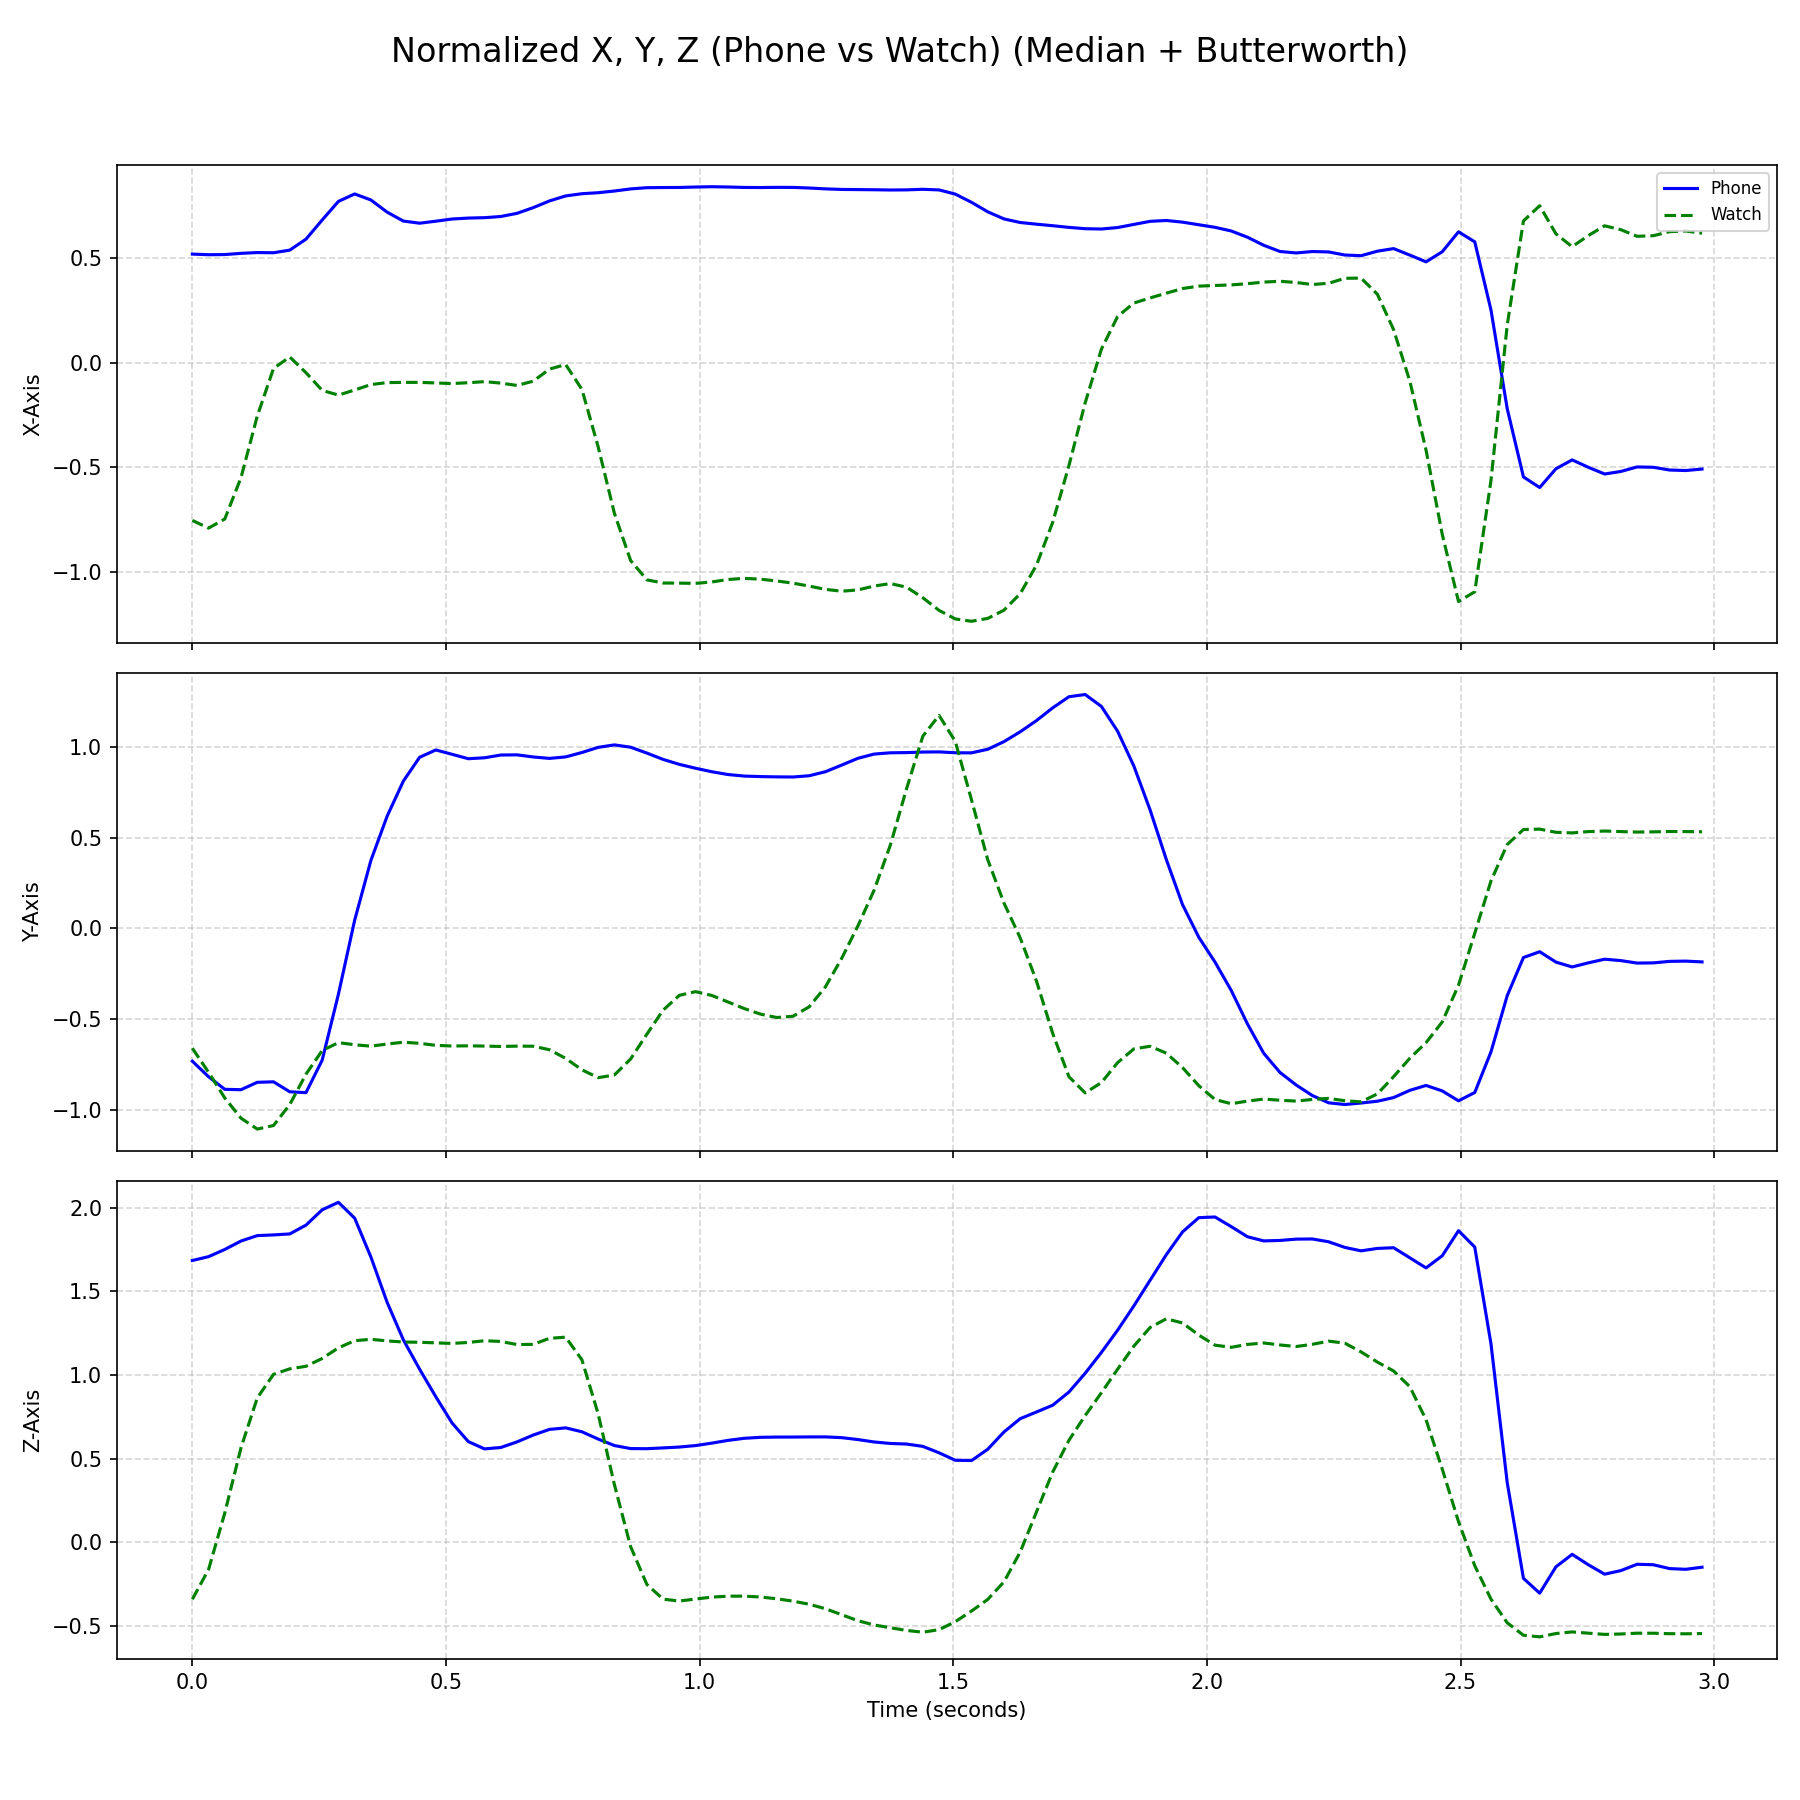 Normalized X, Y, Z (Phone vs Watch) (Median + Butterworth)
Phone
Watch
X-Axis
0.5
0.0
−0.5
−1.0
Y-Axis
1.0
0.5
0.0
−0.5
−1.0
Z-Axis
2.0
1.5
1.0
0.5
0.0
−0.5
0.0 0.5 1.0 1.5 2.0 2.5 3.0
Time (seconds)